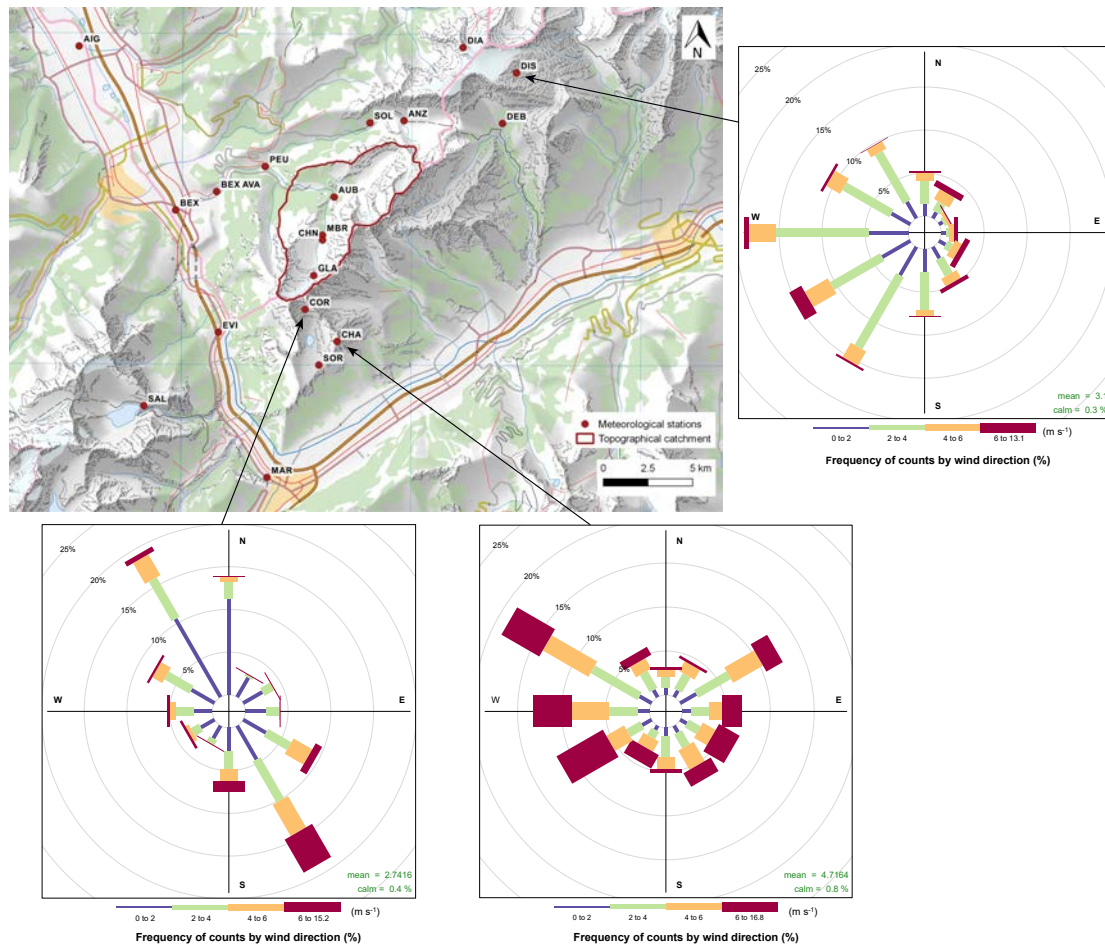 AIG
DIA
N
DIS
SOL
ANZ
DEB
PEU
BEX AVA
AUB
BEX
CHN
MBR
GLA
COR
EVI
CHA
SOR
SAL
MAR
Meteorological stations
Topographical catchment
0 2.5 5 km
N
25%
20%
15%
10%
5%
W
E
S
mean = 3.1
calm = 0.3 %
0 to 2 2 to 4 4 to 6 6 to 13.1 (m s⁻¹)
Frequency of counts by wind direction (%)
N
25%
20%
15%
10%
5%
W
E
S
mean = 2.7416
calm = 0.4 %
0 to 2 2 to 4 4 to 6 6 to 15.2 (m s⁻¹)
Frequency of counts by wind direction (%)
N
25%
20%
15%
10%
5%
W
E
S
mean = 4.7164
calm = 0.8 %
0 to 2 2 to 4 4 to 6 6 to 16.8 (m s⁻¹)
Frequency of counts by wind direction (%)